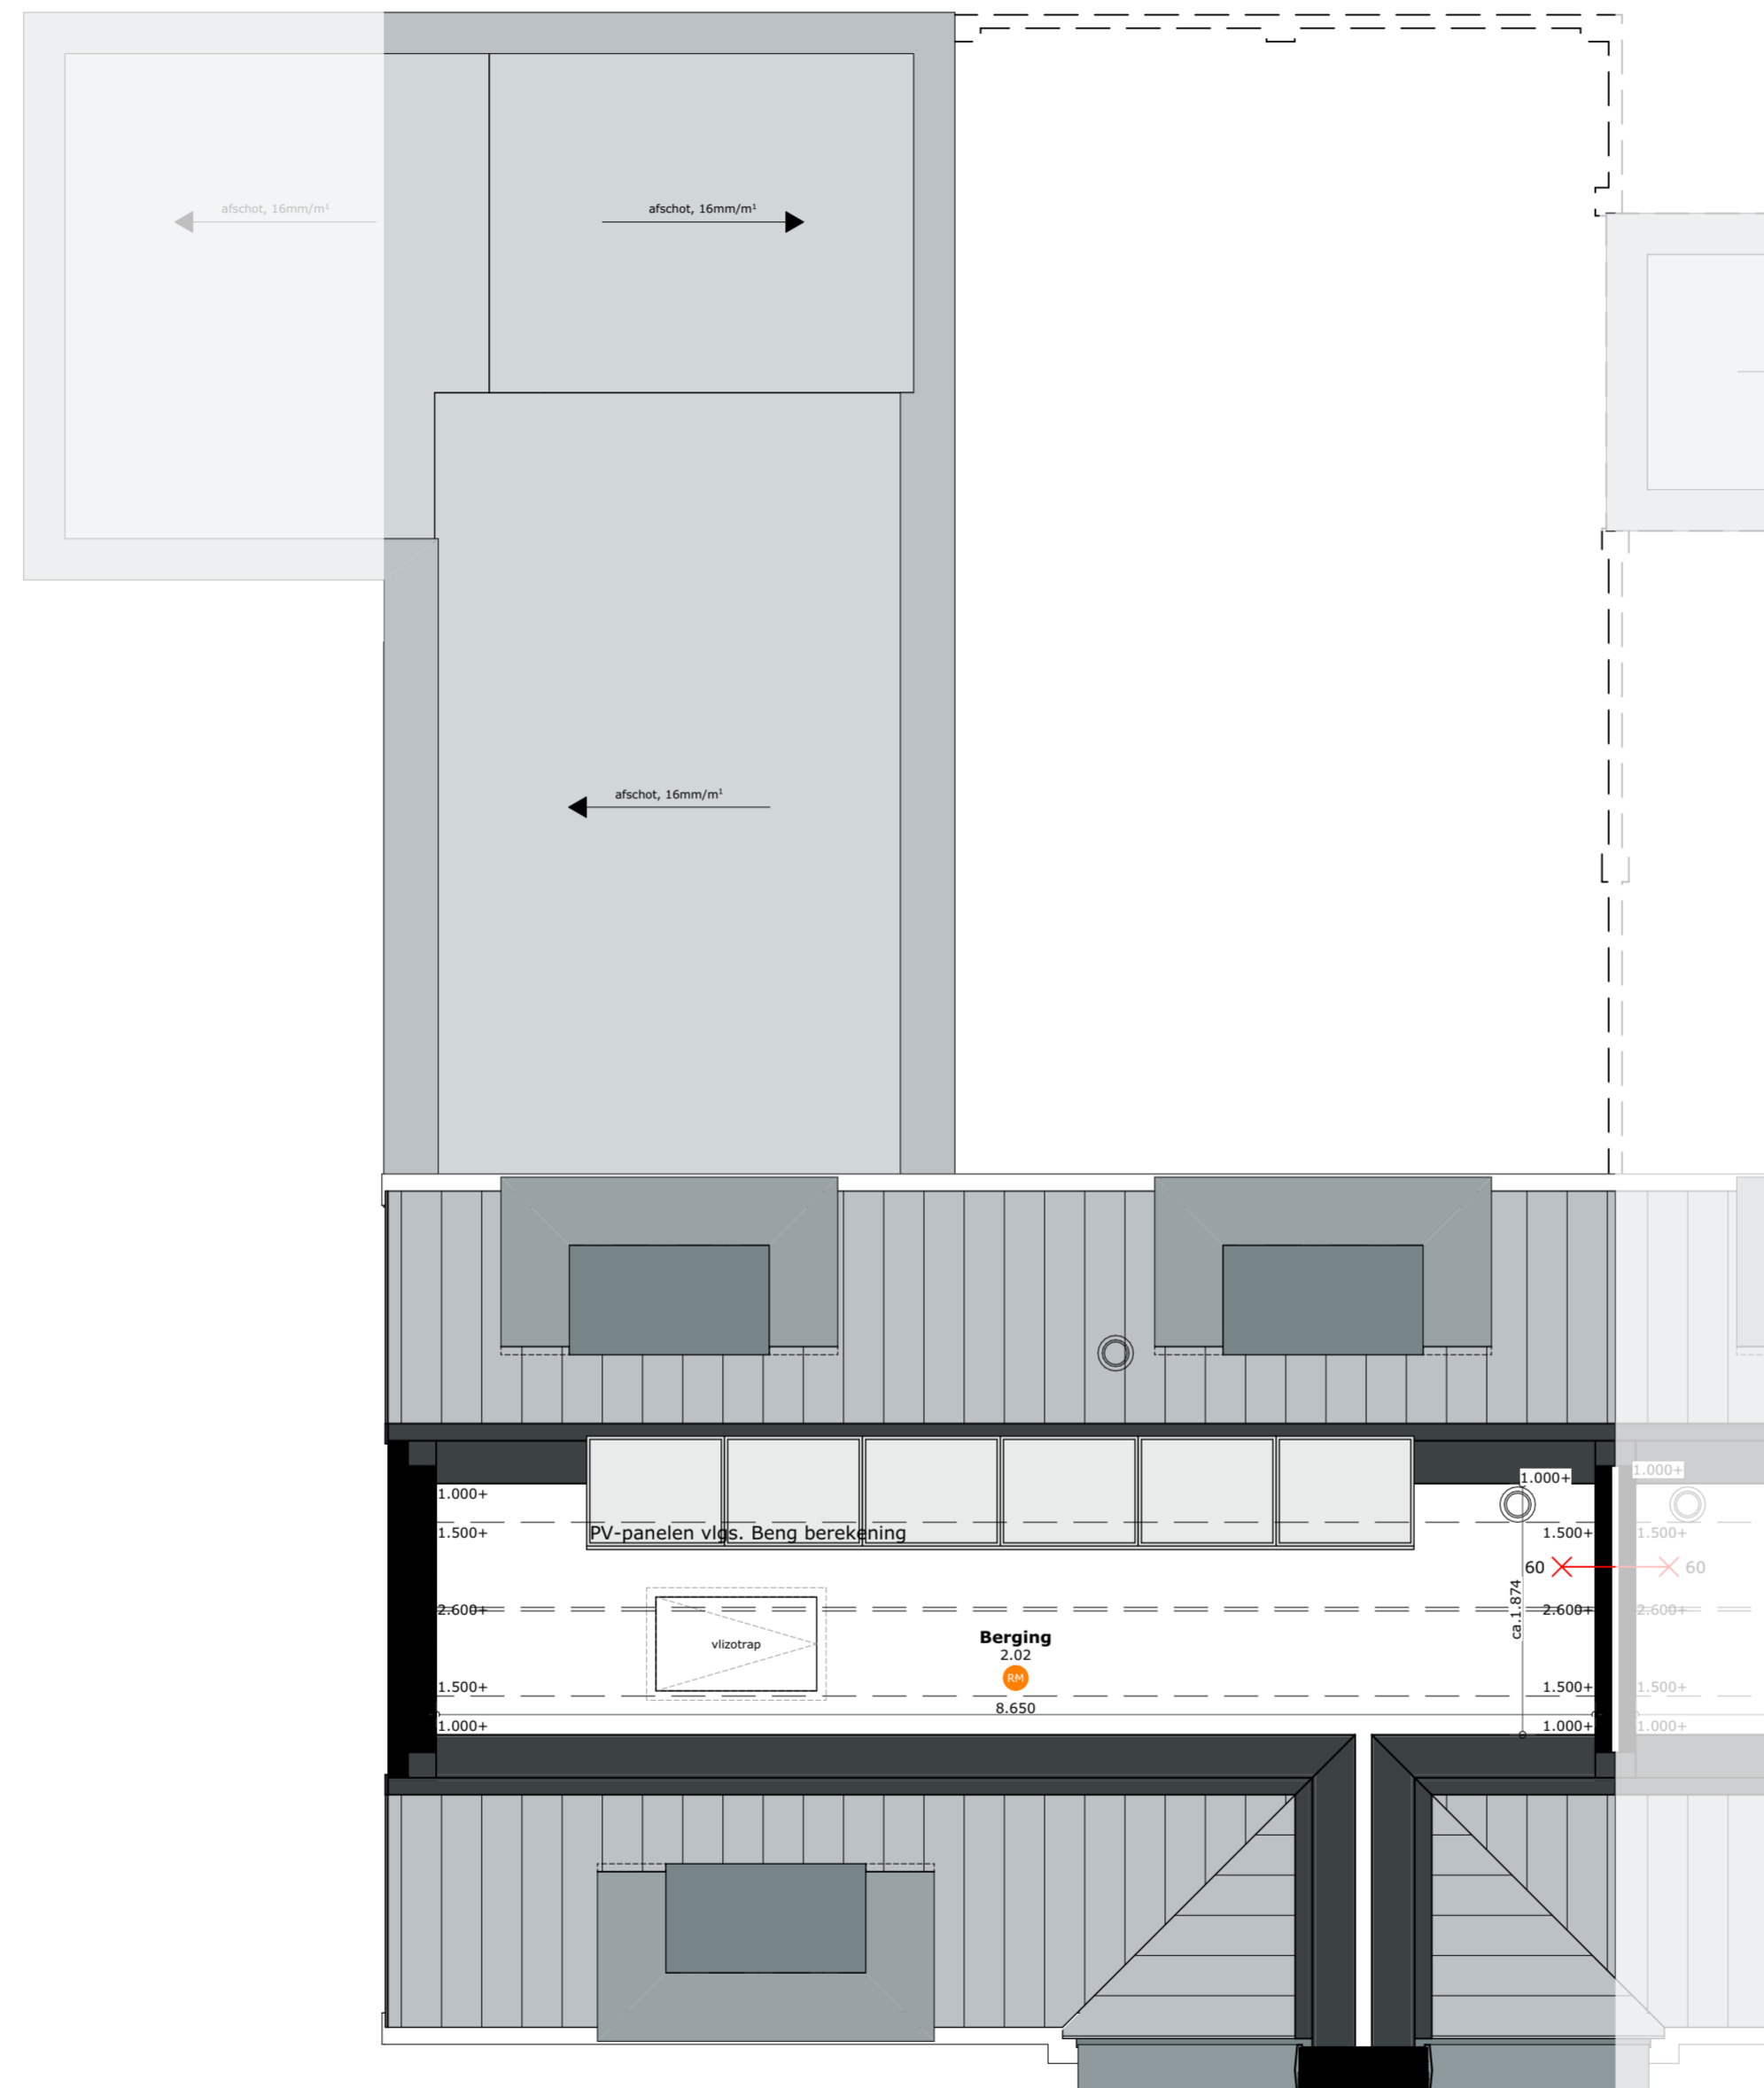 afschot, 16mm/m¹
afschot, 16mm/m¹
afschot, 16mm/m¹
1.000+
1.000+
1.000+
1.500+
PV-panelen vlgs. Beng berekening
1.500+
1.500+
60
60
2.600+
ca.1.874
2.600+
2.600+
vlizotrap
Berging
2.02
RM
1.500+
1.500+
1.500+
8.650
1.000+
1.000+
1.000+